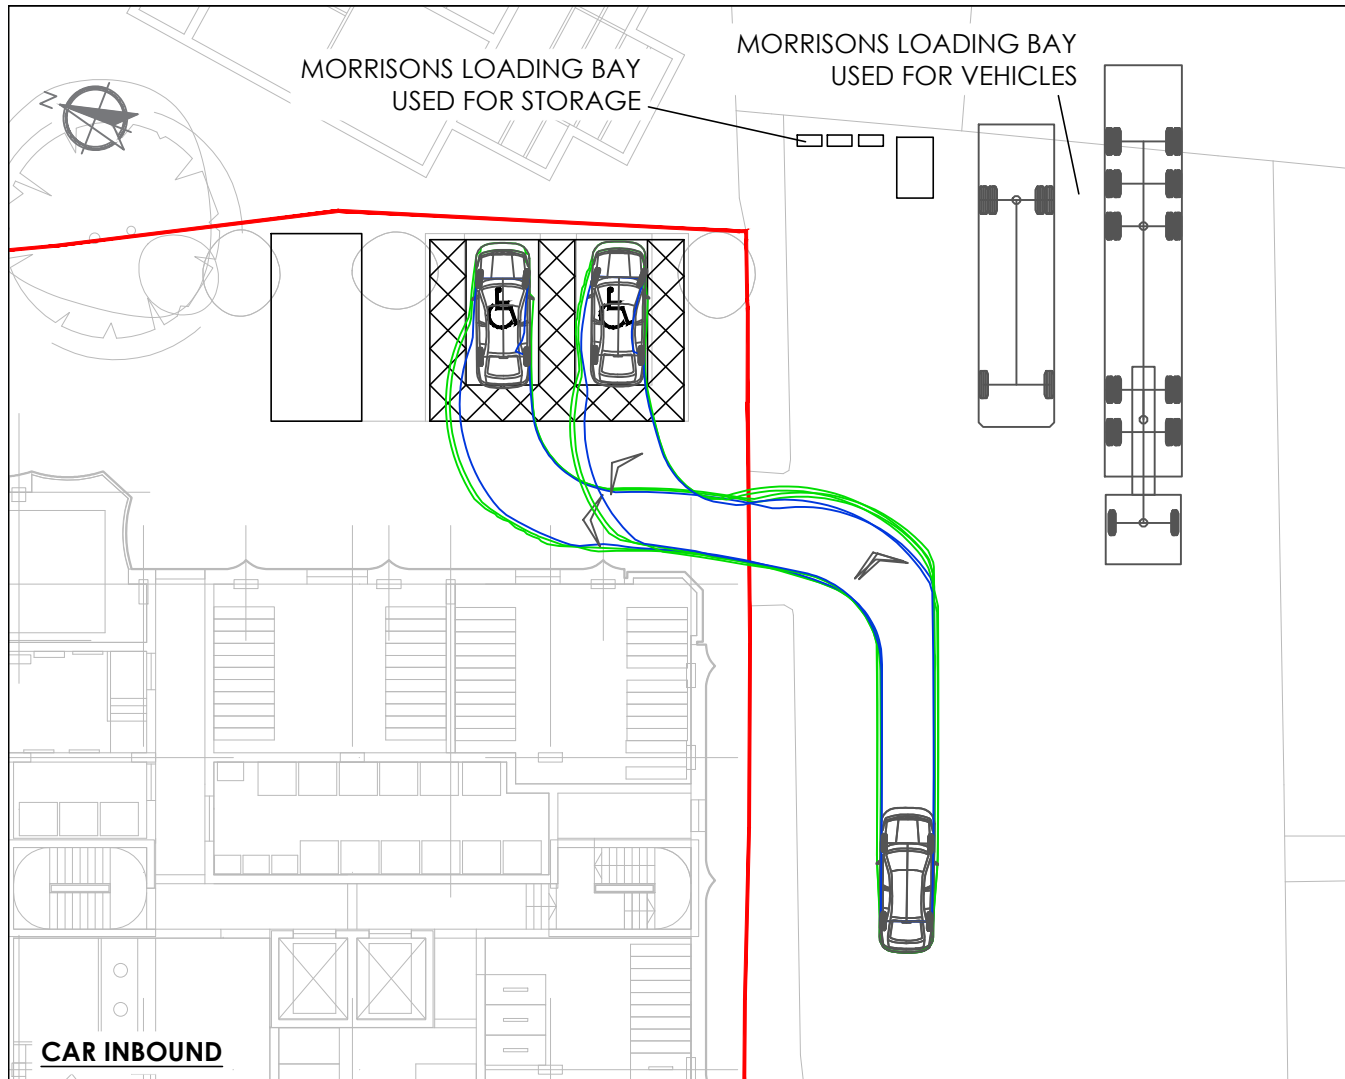 MORRISONS LOADING BAY
USED FOR STORAGE
MORRISONS LOADING BAY
USED FOR VEHICLES
N
CAR INBOUND